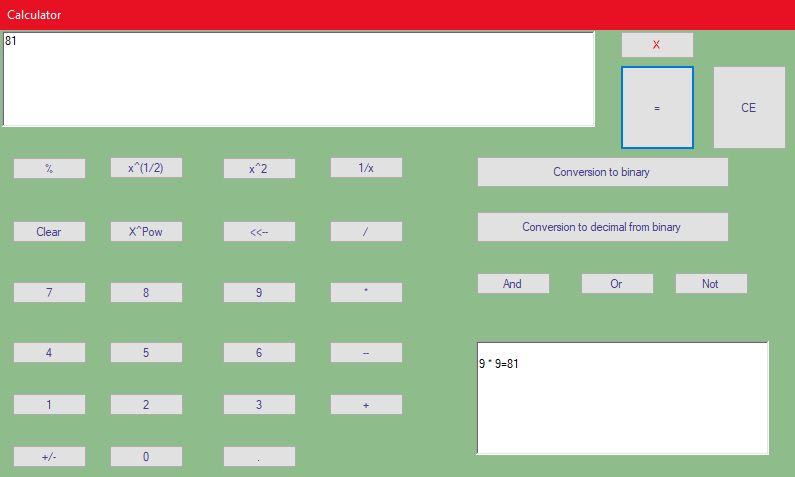 Calculator
81
X
=
CE
% x^(1/2) x^2 1/x
Conversion to binary
Clear X^Pow <<-- /
Conversion to decimal from binary
7 8 9 *
And Or Not
4 5 6 --
9 * 9=81
1 2 3 +
+/- 0 .